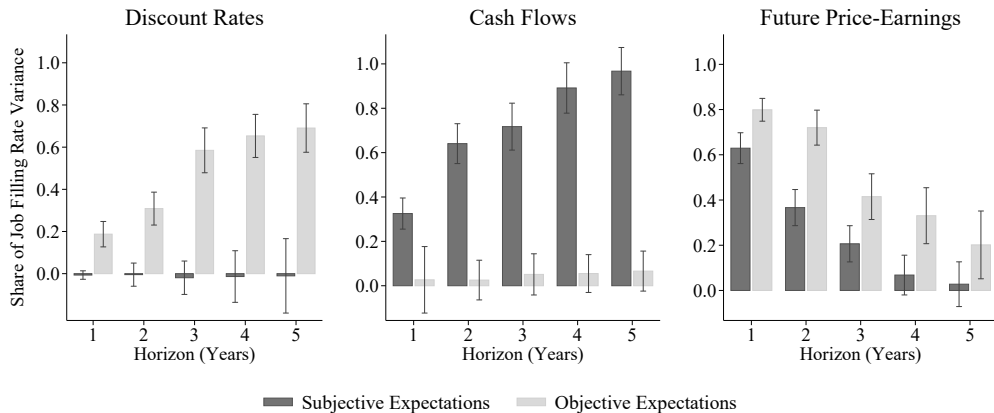 Discount Rates
Cash Flows
Future Price-Earnings
Share of Job Filling Rate Variance
1.0
0.8
0.6
0.4
0.2
0.0
1 2 3 4 5
Horizon (Years)
1.0
0.8
0.6
0.4
0.2
0.0
1 2 3 4 5
Horizon (Years)
1.0
0.8
0.6
0.4
0.2
0.0
1 2 3 4 5
Horizon (Years)
Subjective Expectations
Objective Expectations